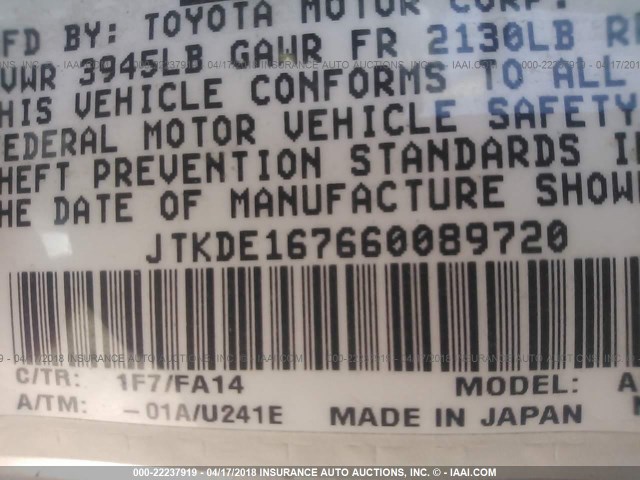 FD BY: TOYOTA MOTOR CORP.
VWR 3945LB GAWR FR 2130LB
HIS VEHICLE CONFORMS TO ALL
EDERAL MOTOR VEHICLE SAFETY
HEFT PREVENTION STANDARDS I
HE DATE OF MANUFACTURE SHOW
JTKDE167660089720
C/TR: 1F7/FA14 MODEL: A
A/TM: -01A/U241E MADE IN JAPAN
000-22237919 - 04/17/2018 INSURANCE AUTO AUCTIONS, INC. - IAAI.COM